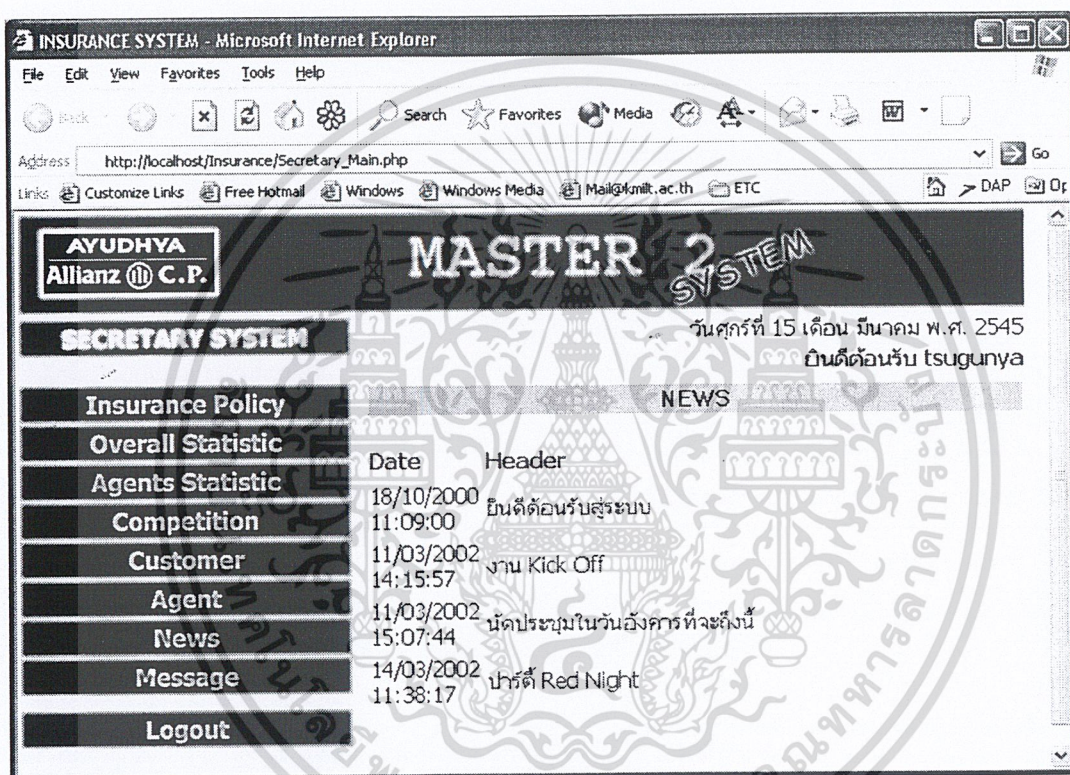 INSURANCE SYSTEM - Microsoft Internet Explorer
File Edit View Favorites Tools Help
Back Search Favorites Media
Address http://localhost/Insurance/Secretary_Main.php Go
Links Customize Links Free Hotmail Windows Windows Media Mail@kmilt.ac.th ETC DAP Op
AYUDHYA
Allianz C.P.
MASTER 2 SYSTEM
SECRETARY SYSTEM
วันศุกร์ที่ 15 เดือน มีนาคม พ.ศ. 2545
ยินดีต้อนรับ tsugunya
Insurance Policy
Overall Statistic
Agents Statistic
Competition
Customer
Agent
News
Message
Logout
NEWS
Date Header
18/10/2000 11:09:00 ยินดีต้อนรับสู่ระบบ
11/03/2002 14:15:57 งาน Kick Off
11/03/2002 15:07:44 นัดประชุมในวันอังคารที่จะถึงนี้
14/03/2002 11:38:17 ปาร์ตี้ Red Night